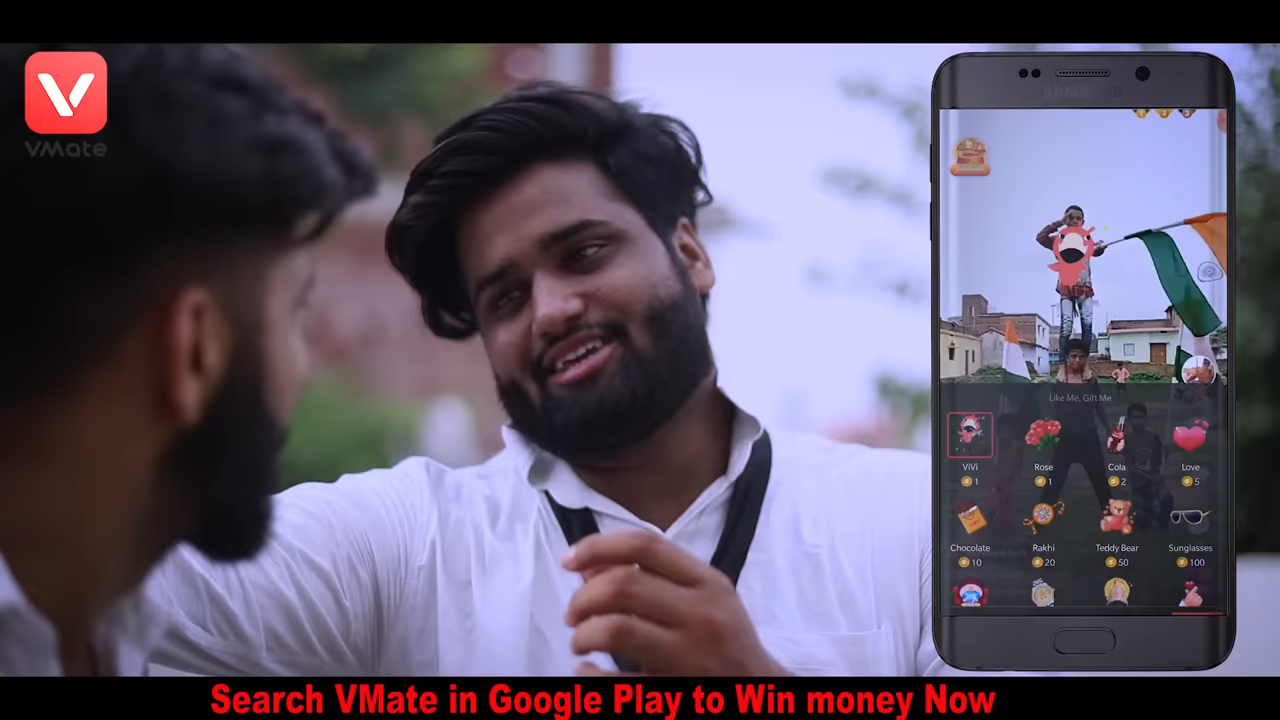 VMate
SAMSUNG
Like Me, Gift Me
ViVi
Rose
Cola
Love
1
1
2
5
Chocolate
Rakhi
Teddy Bear
Sunglasses
10
20
50
100
Search VMate in Google Play to Win money Now